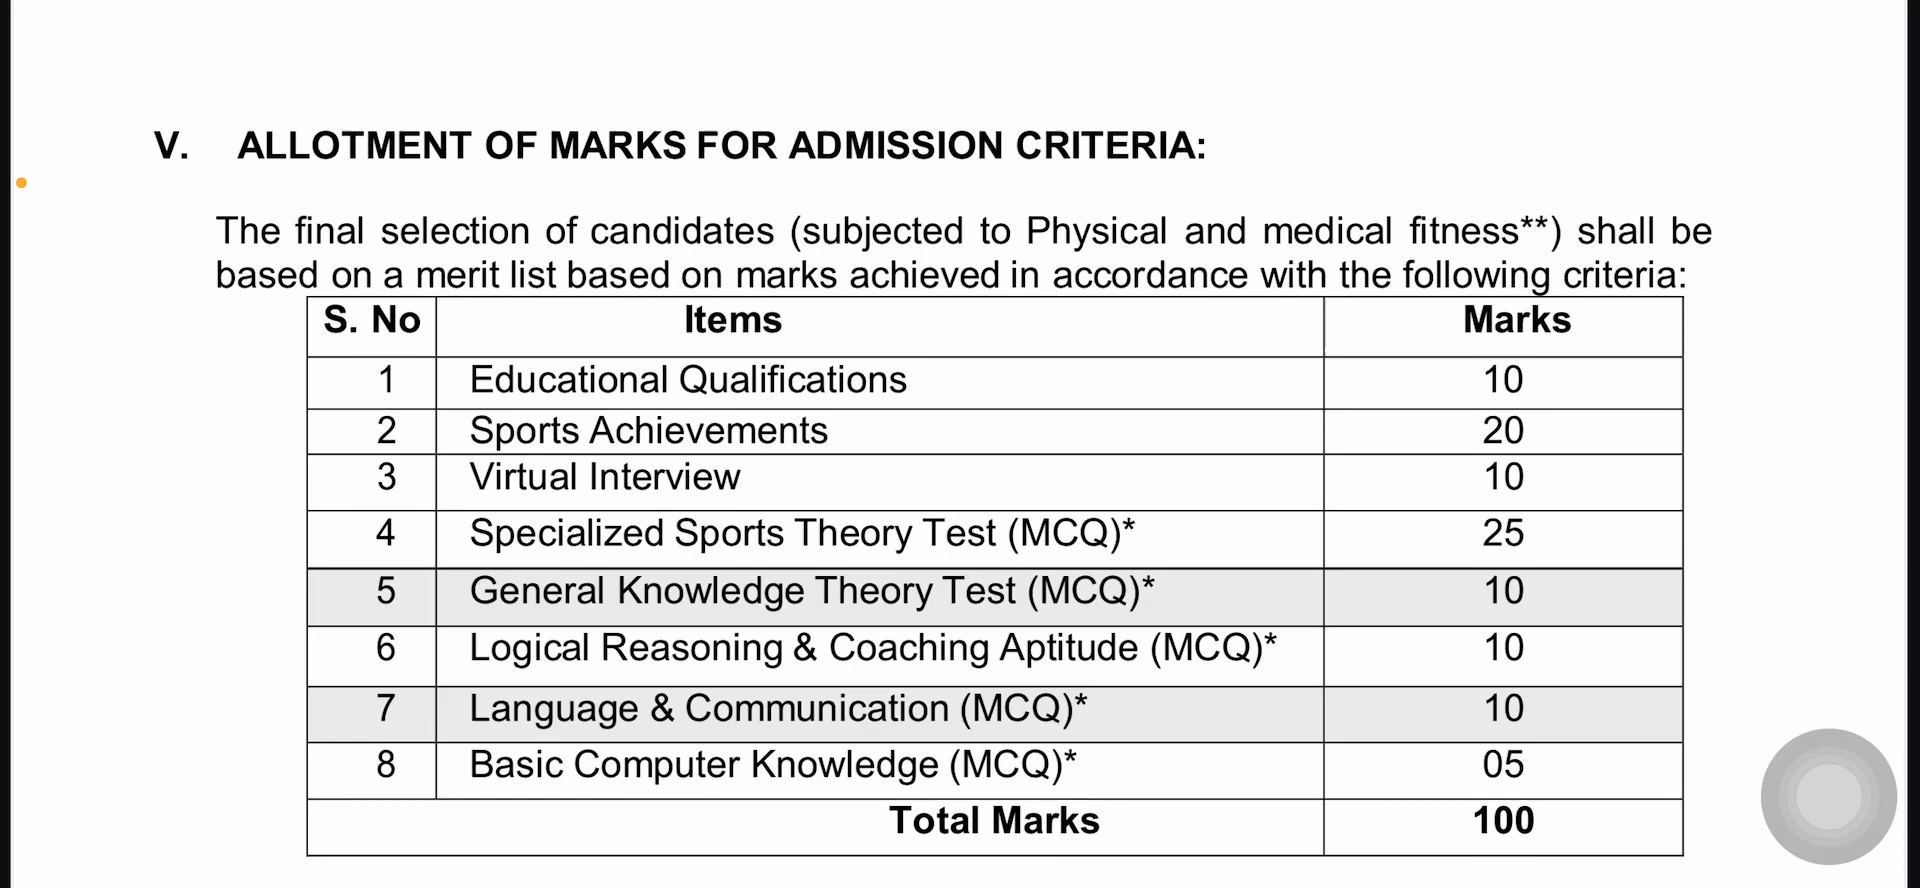 V. ALLOTMENT OF MARKS FOR ADMISSION CRITERIA:
The final selection of candidates (subjected to Physical and medical fitness**) shall be
based on a merit list based on marks achieved in accordance with the following criteria:
S. No Items Marks
1 Educational Qualifications 10
2 Sports Achievements 20
3 Virtual Interview 10
4 Specialized Sports Theory Test (MCQ)* 25
5 General Knowledge Theory Test (MCQ)* 10
6 Logical Reasoning & Coaching Aptitude (MCQ)* 10
7 Language & Communication (MCQ)* 10
8 Basic Computer Knowledge (MCQ)* 05
Total Marks 100